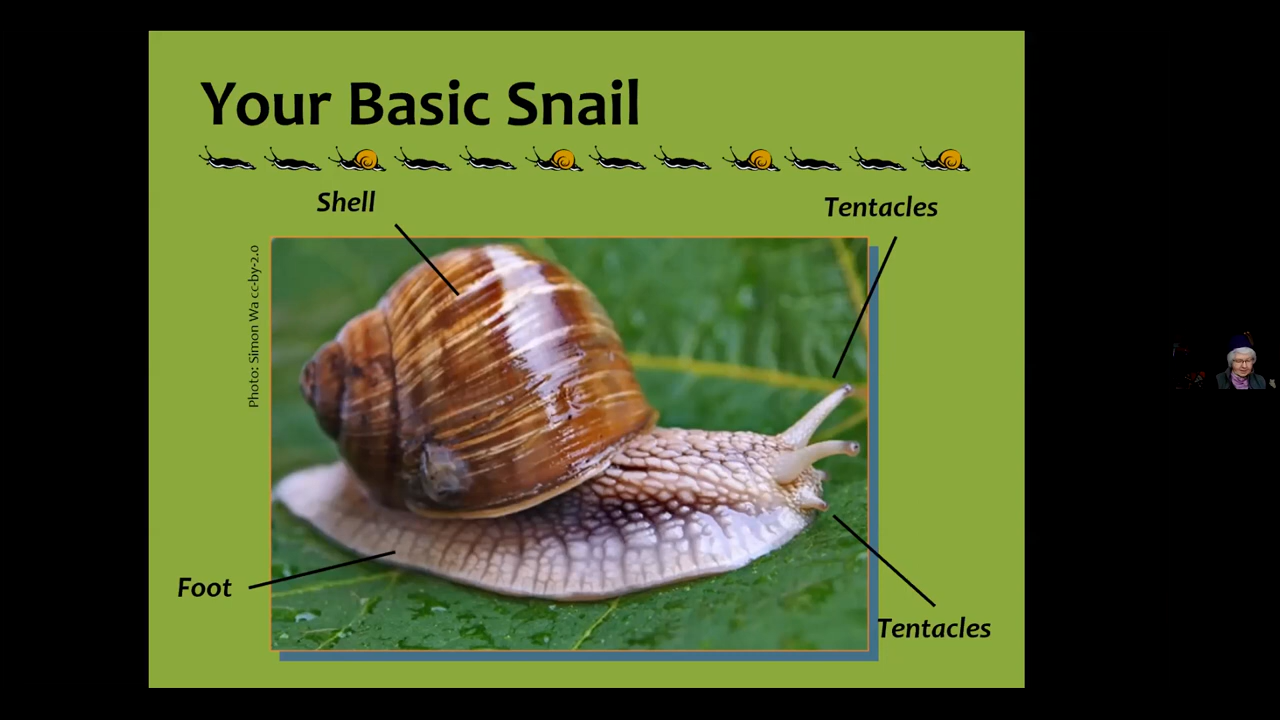 Your Basic Snail
Shell
Tentacles
Photo: Simon Wa cc-by-2.0
Foot
Tentacles